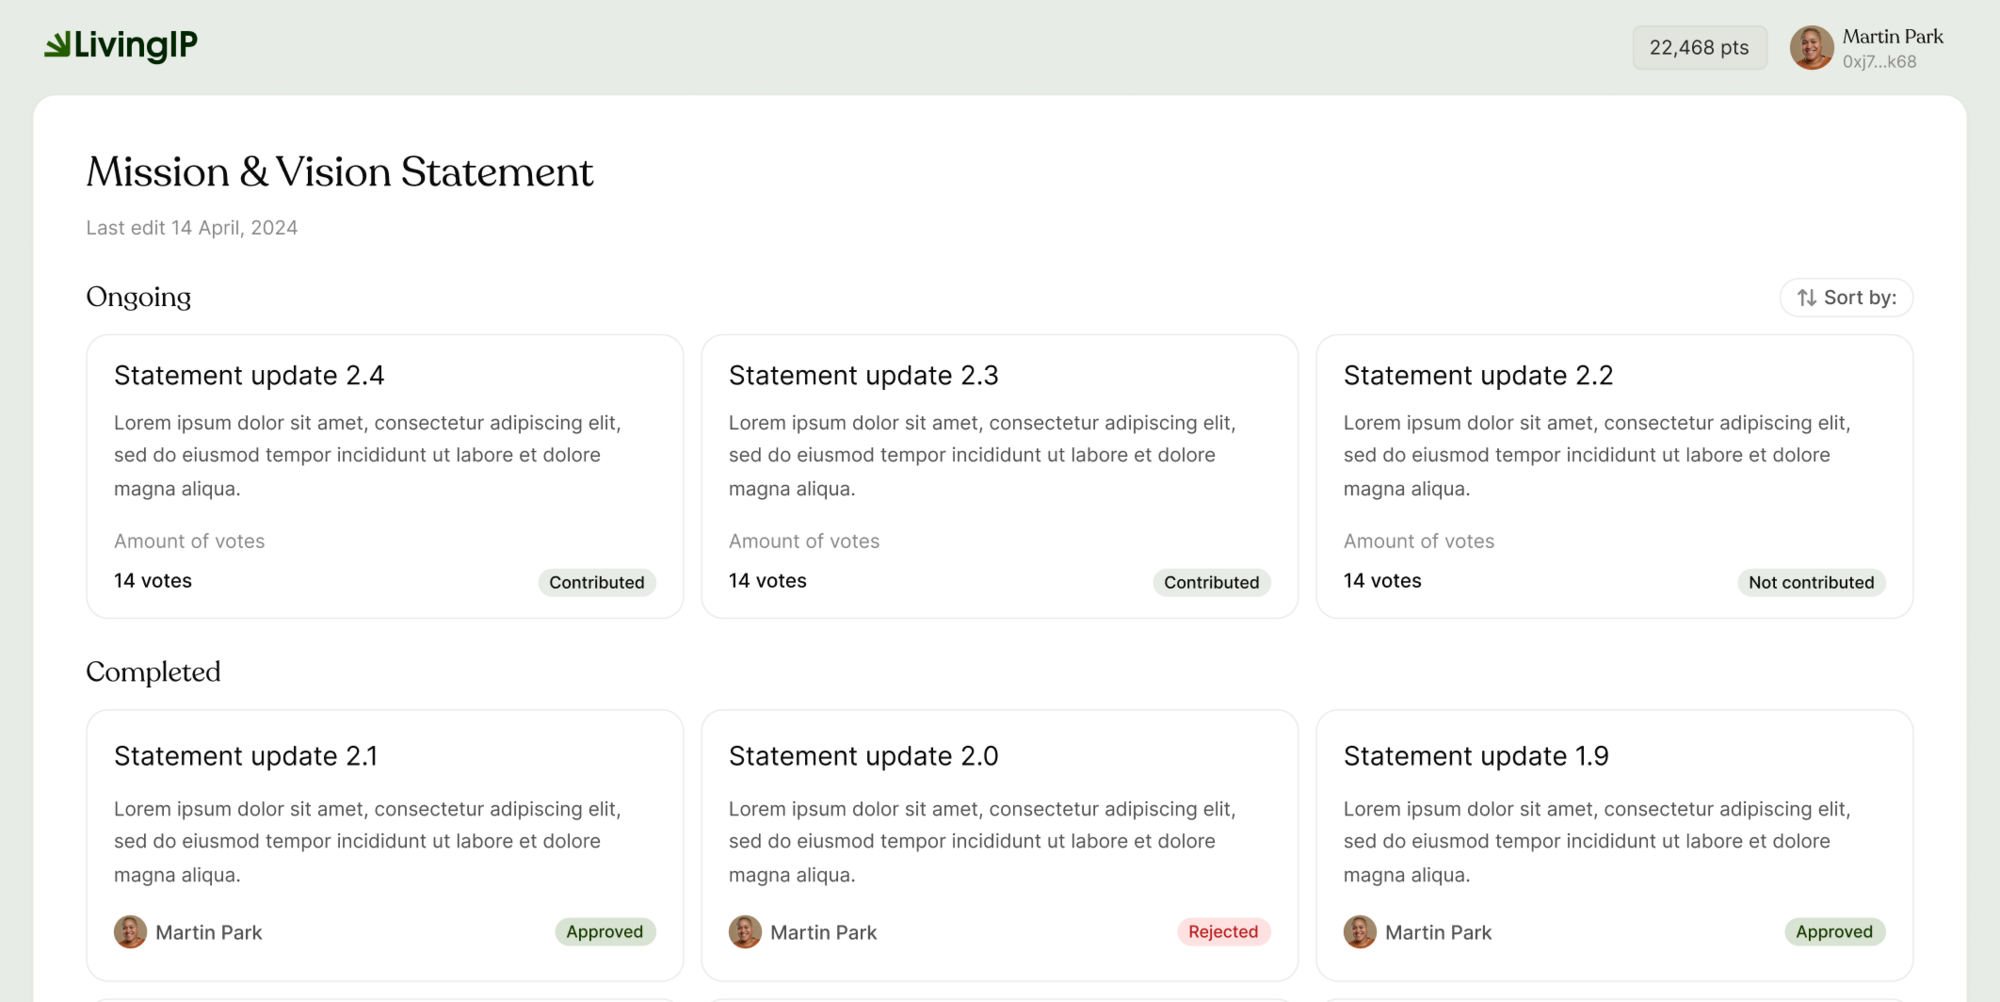 LivingIP
22,468 pts
Martin Park
0xj7...k68
Mission & Vision Statement
Last edit 14 April, 2024
Ongoing
Sort by:
Statement update 2.4
Lorem ipsum dolor sit amet, consectetur adipiscing elit,
sed do eiusmod tempor incididunt ut labore et dolore
magna aliqua.
Amount of votes
14 votes
Contributed
Statement update 2.3
Lorem ipsum dolor sit amet, consectetur adipiscing elit,
sed do eiusmod tempor incididunt ut labore et dolore
magna aliqua.
Amount of votes
14 votes
Contributed
Statement update 2.2
Lorem ipsum dolor sit amet, consectetur adipiscing elit,
sed do eiusmod tempor incididunt ut labore et dolore
magna aliqua.
Amount of votes
14 votes
Not contributed
Completed
Statement update 2.1
Lorem ipsum dolor sit amet, consectetur adipiscing elit,
sed do eiusmod tempor incididunt ut labore et dolore
magna aliqua.
Martin Park
Approved
Statement update 2.0
Lorem ipsum dolor sit amet, consectetur adipiscing elit,
sed do eiusmod tempor incididunt ut labore et dolore
magna aliqua.
Martin Park
Rejected
Statement update 1.9
Lorem ipsum dolor sit amet, consectetur adipiscing elit,
sed do eiusmod tempor incididunt ut labore et dolore
magna aliqua.
Martin Park
Approved